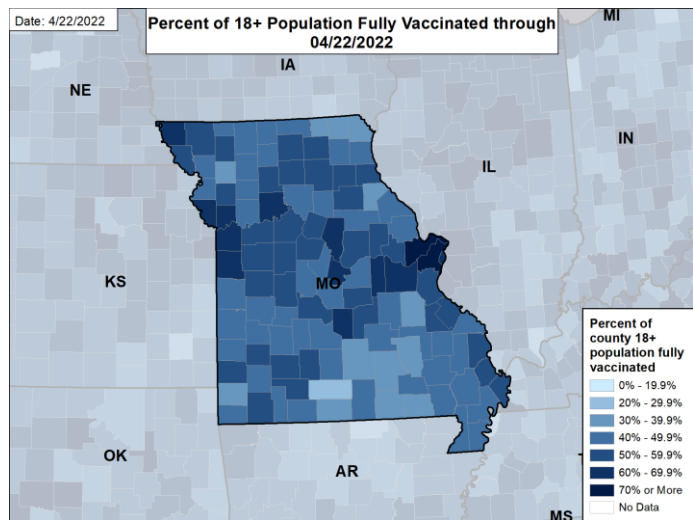 Date: 4/22/2022
Percent of 18+ Population Fully Vaccinated through
04/22/2022
MI
IA
NE
IL
IN
KS
MO
OK
AR
MS
Percent of
county 18+
population fully
vaccinated
0% - 19.9%
20% - 29.9%
30% - 39.9%
40% - 49.9%
50% - 59.9%
60% - 69.9%
70% or More
No Data